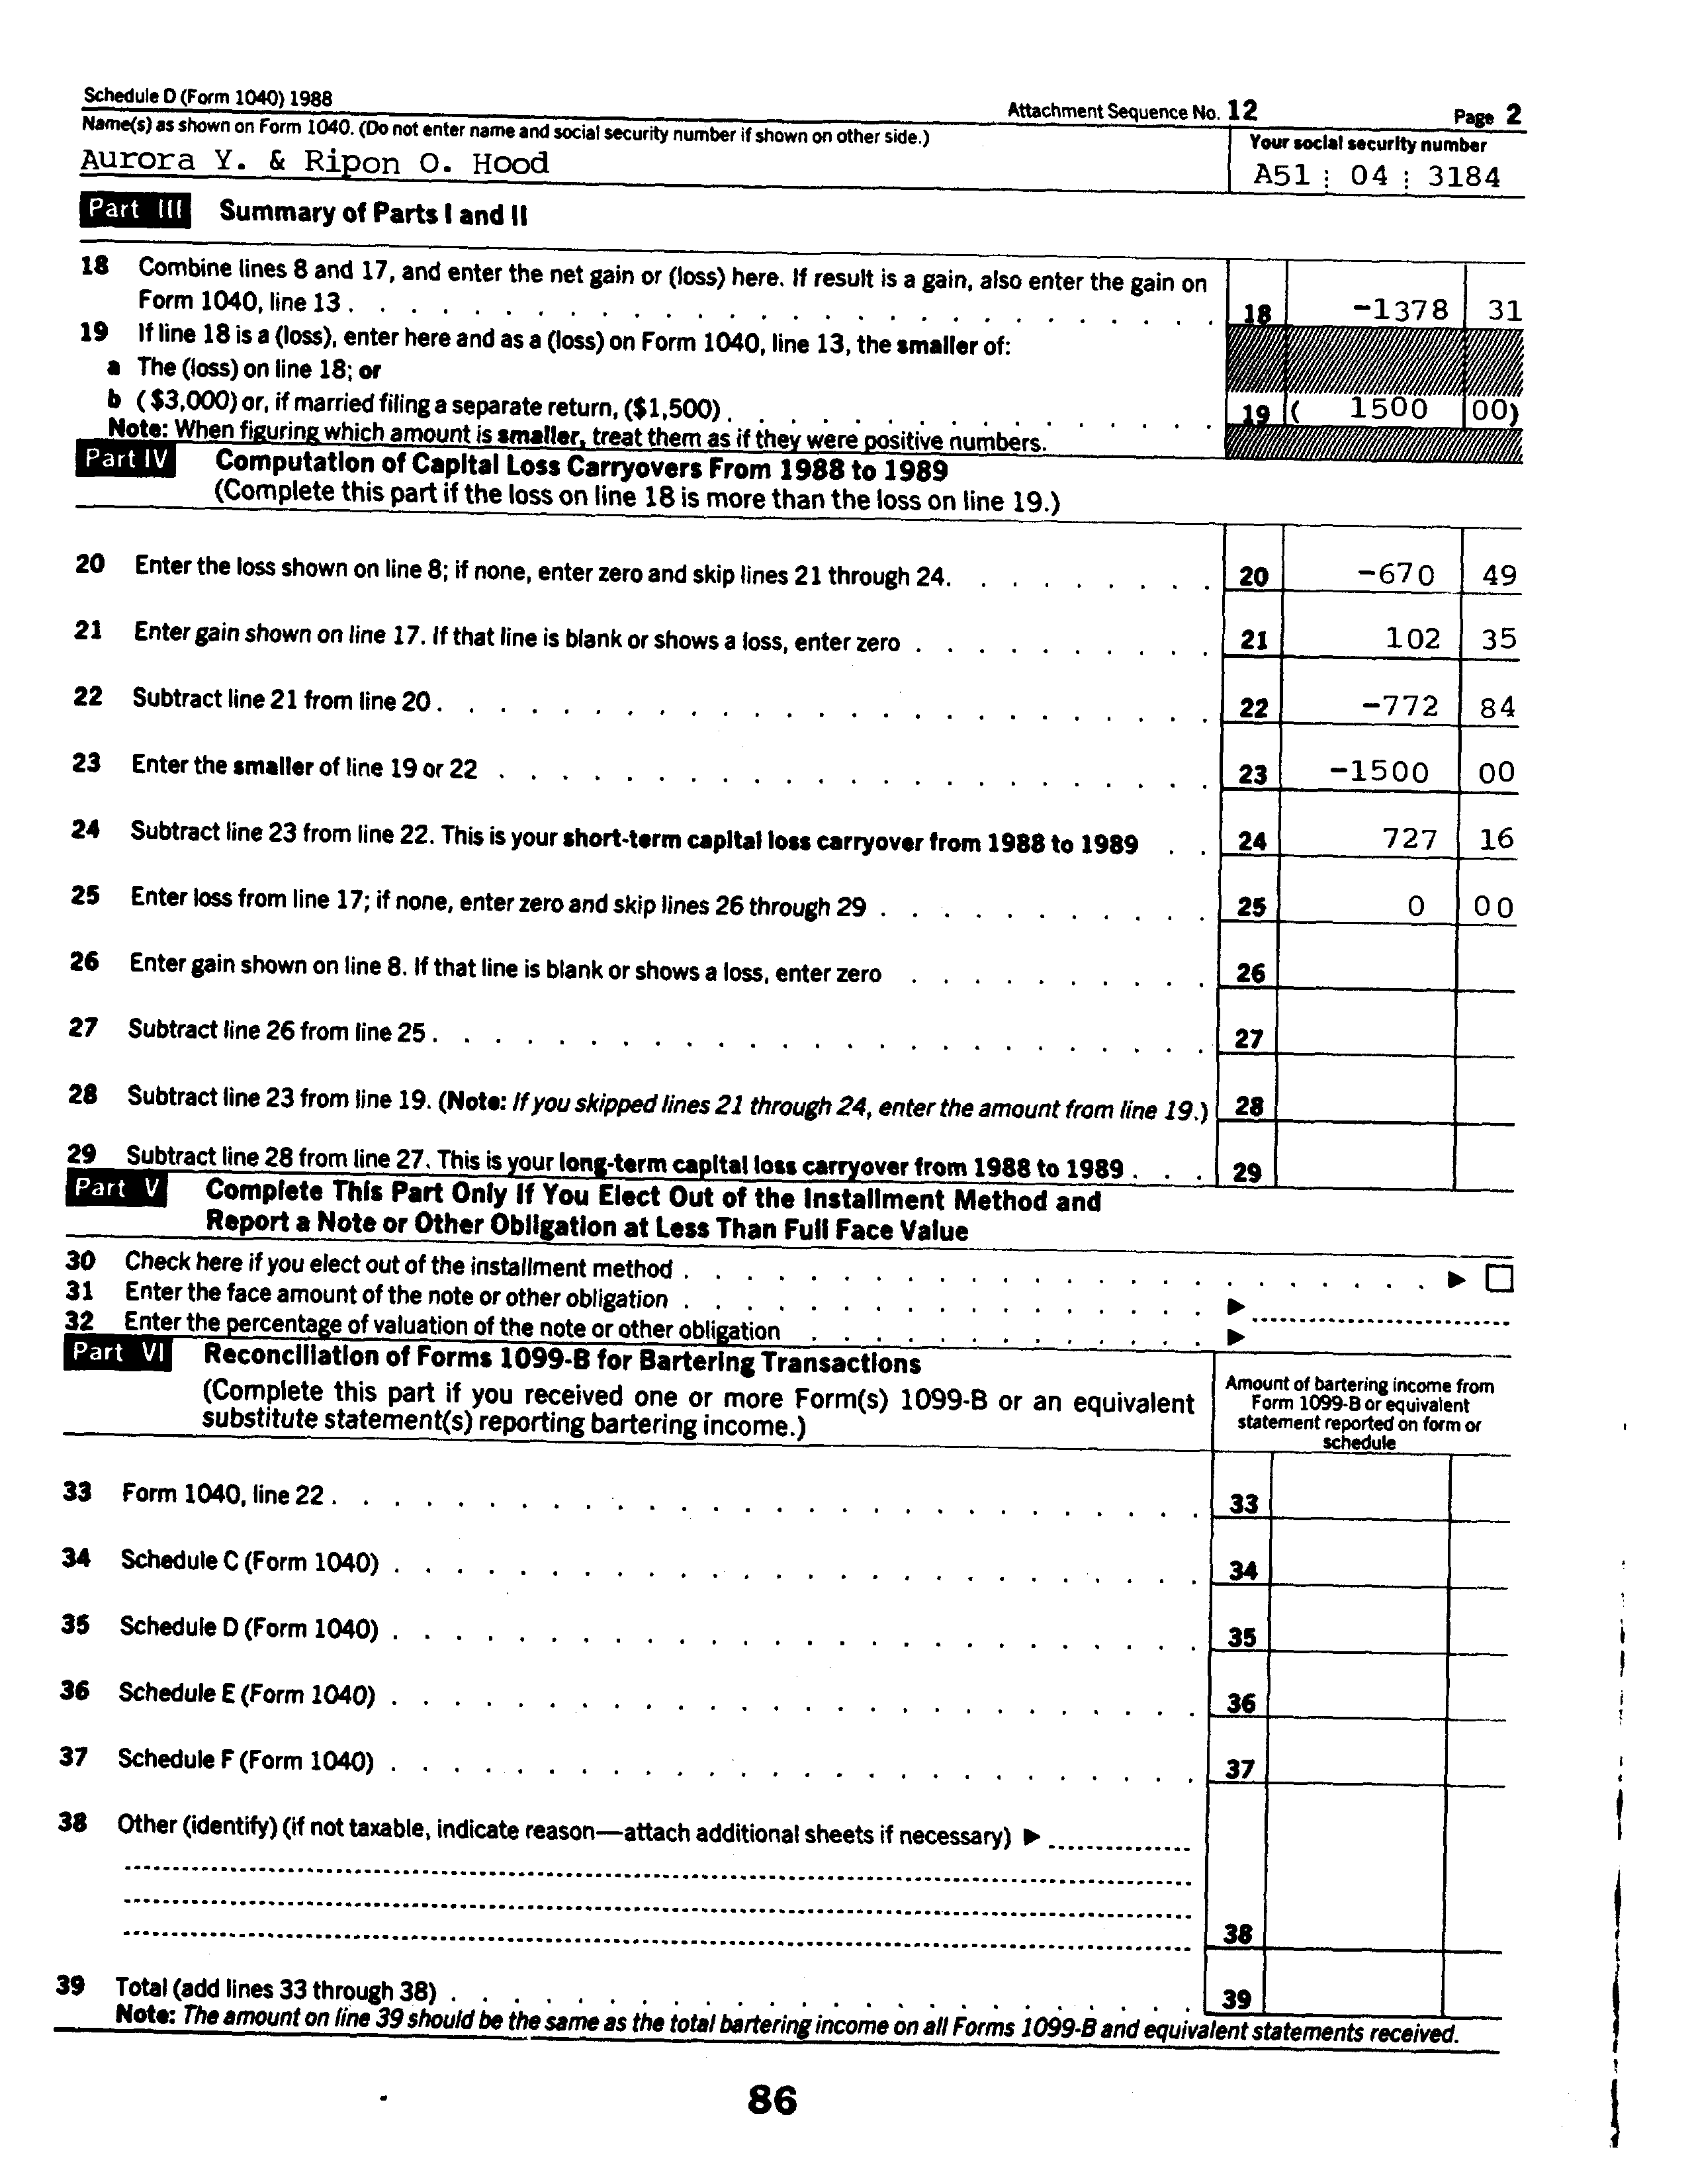 Schedule D (Form 1040) 1988 Attachment Sequence No. 12 Page 2
Name(s) as shown on Form 1040. (Do not enter name and social security number if shown on other side.) Your social security number
Aurora Y. & Ripon O. Hood A51 : 04 : 3184
Part III Summary of Parts I and II
18 Combine lines 8 and 17, and enter the net gain or (loss) here. If result is a gain, also enter the gain on
Form 1040, line 13 . . . . . . . . . . . . . . . . . . . . . . . . . . . . 18 -1378 31
19 If line 18 is a (loss), enter here and as a (loss) on Form 1040, line 13, the smaller of:
a The (loss) on line 18; or
b ($3,000) or, if married filing a separate return, ($1,500) . . . . . . . . . . . . . . 19 ( 1500 00)
Note: When figuring which amount is smaller, treat them as if they were positive numbers.
Part IV Computation of Capital Loss Carryovers From 1988 to 1989
(Complete this part if the loss on line 18 is more than the loss on line 19.)
20 Enter the loss shown on line 8; if none, enter zero and skip lines 21 through 24. . . . . . . . . 20 -670 49
21 Enter gain shown on line 17. If that line is blank or shows a loss, enter zero . . . . . . . . . . 21 102 35
22 Subtract line 21 from line 20 . . . . . . . . . . . . . . . . . . . . . . . . . 22 -772 84
23 Enter the smaller of line 19 or 22 . . . . . . . . . . . . . . . . . . . . . . . 23 -1500 00
24 Subtract line 23 from line 22. This is your short-term capital loss carryover from 1988 to 1989 . . 24 727 16
25 Enter loss from line 17; if none, enter zero and skip lines 26 through 29 . . . . . . . . . . . 25 0 00
26 Enter gain shown on line 8. If that line is blank or shows a loss, enter zero . . . . . . . . . . 26
27 Subtract line 26 from line 25 . . . . . . . . . . . . . . . . . . . . . . . . . 27
28 Subtract line 23 from line 19. (Note: If you skipped lines 21 through 24, enter the amount from line 19.) 28
29 Subtract line 28 from line 27. This is your long-term capital loss carryover from 1988 to 1989 . . . 29
Part V Complete This Part Only If You Elect Out of the Installment Method and
Report a Note or Other Obligation at Less Than Full Face Value
30 Check here if you elect out of the installment method . . . . . . . . . . . . . . . . . . . . . . . . ▶ □
31 Enter the face amount of the note or other obligation . . . . . . . . . . . . . . . . . ▶
32 Enter the percentage of valuation of the note or other obligation . . . . . . . . . . . . . ▶
Part VI Reconciliation of Forms 1099-B for Bartering Transactions
(Complete this part if you received one or more Form(s) 1099-B or an equivalent
substitute statement(s) reporting bartering income.)
Amount of bartering income from
Form 1099-B or equivalent
statement reported on form or
schedule
33 Form 1040, line 22 . . . . . . . . . . . . . . . . . . . . . . . . . . . . 33
34 Schedule C (Form 1040) . . . . . . . . . . . . . . . . . . . . . . . . . . 34
35 Schedule D (Form 1040) . . . . . . . . . . . . . . . . . . . . . . . . . . 35
36 Schedule E (Form 1040) . . . . . . . . . . . . . . . . . . . . . . . . . . 36
37 Schedule F (Form 1040) . . . . . . . . . . . . . . . . . . . . . . . . . . 37
38 Other (identify) (if not taxable, indicate reason—attach additional sheets if necessary) ▶
38
39 Total (add lines 33 through 38) . . . . . . . . . . . . . . . . . . . . . . . . 39
Note: The amount on line 39 should be the same as the total bartering income on all Forms 1099-B and equivalent statements received.
86